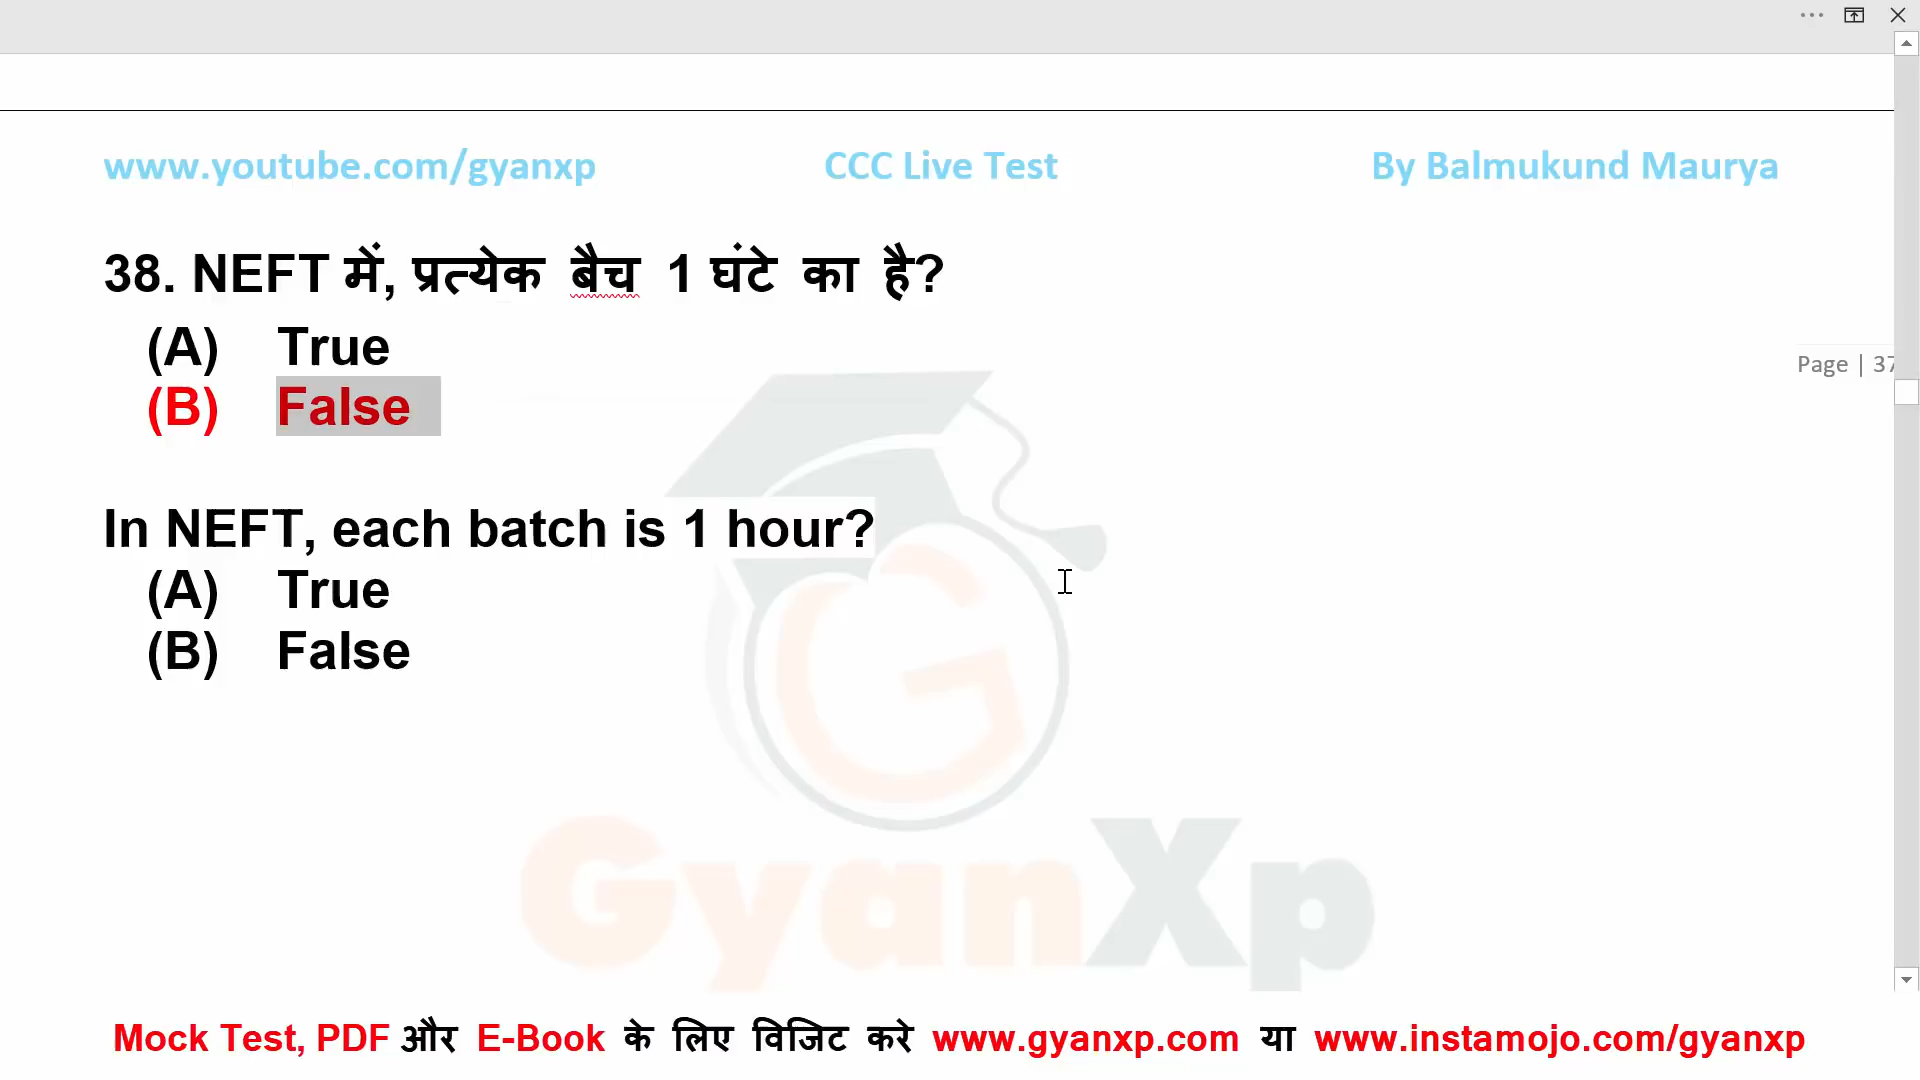 www.youtube.com/gyanxp CCC Live Test By Balmukund Maurya
38. NEFT में, प्रत्येक बैच 1 घंटे का है?
(A) True
Page | 37
(B) False
In NEFT, each batch is 1 hour?
(A) True
(B) False
GyanXp
Mock Test, PDF और E-Book के लिए विजिट करे www.gyanxp.com या www.instamojo.com/gyanxp